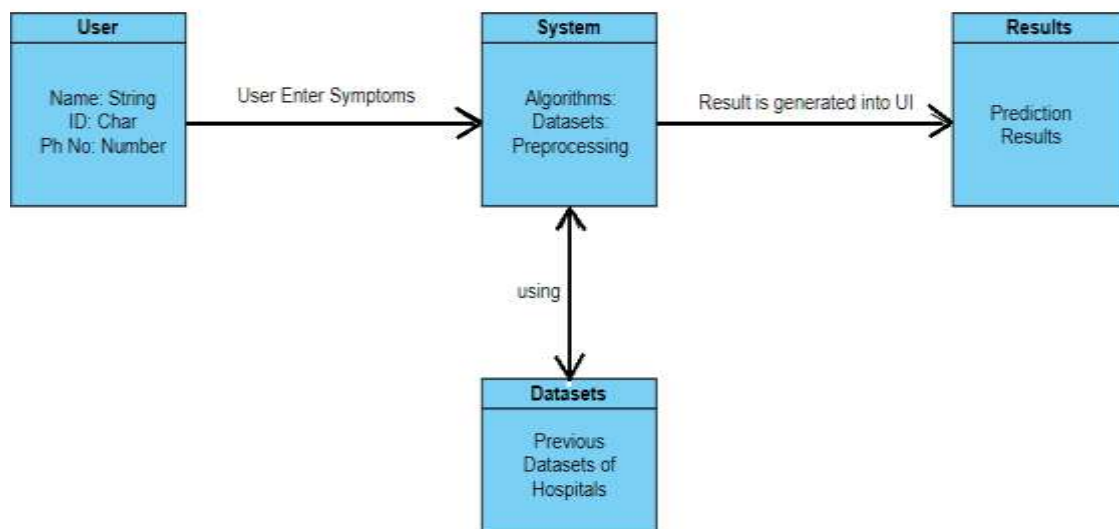 User
Name: String
ID: Char
Ph No: Number
User Enter Symptoms
System
Algorithms:
Datasets:
Preprocessing
Result is generated into UI
Results
Prediction
Results
using
Datasets
Previous
Datasets of
Hospitals